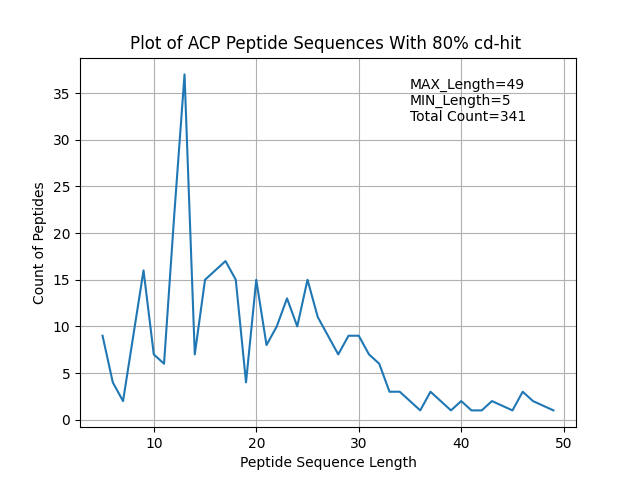 Plot of ACP Peptide Sequences With 80% cd-hit
MAX_Length=49
MIN_Length=5
Total Count=341
Count of Peptides
35
30
25
20
15
10
5
0
10 20 30 40 50
Peptide Sequence Length